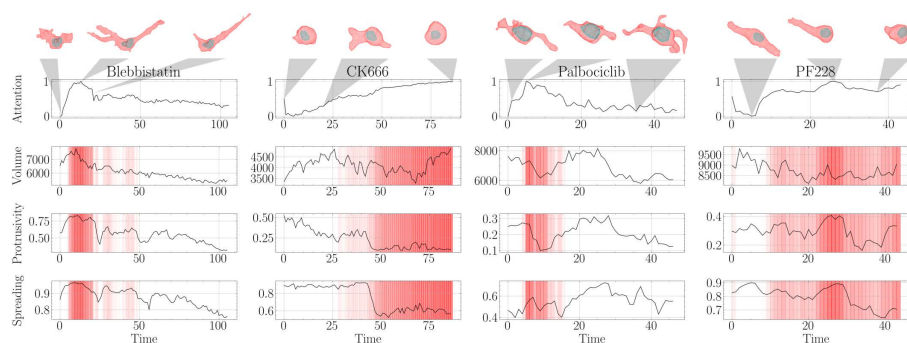 Blebbistatin CK666 Palbociclib PF228
Attention 1 0 1 0 1 0 1 0
0 50 100 0 25 50 75 0 20 40 0 20 40
Volume 7000 6000 4500 4000 3500 8000 6000 9500 9000 8500
0 50 100 0 25 50 75 0 20 40 0 20 40
Protrusivity 0.75 0.50 0.50 0.25 0.3 0.2 0.1 0.4 0.2
0 50 100 0 25 50 75 0 20 40 0 20 40
Spreading 0.9 0.8 0.8 0.6 0.6 0.4 0.9 0.8 0.7
0 50 100 0 25 50 75 0 20 40 0 20 40
Time Time Time Time